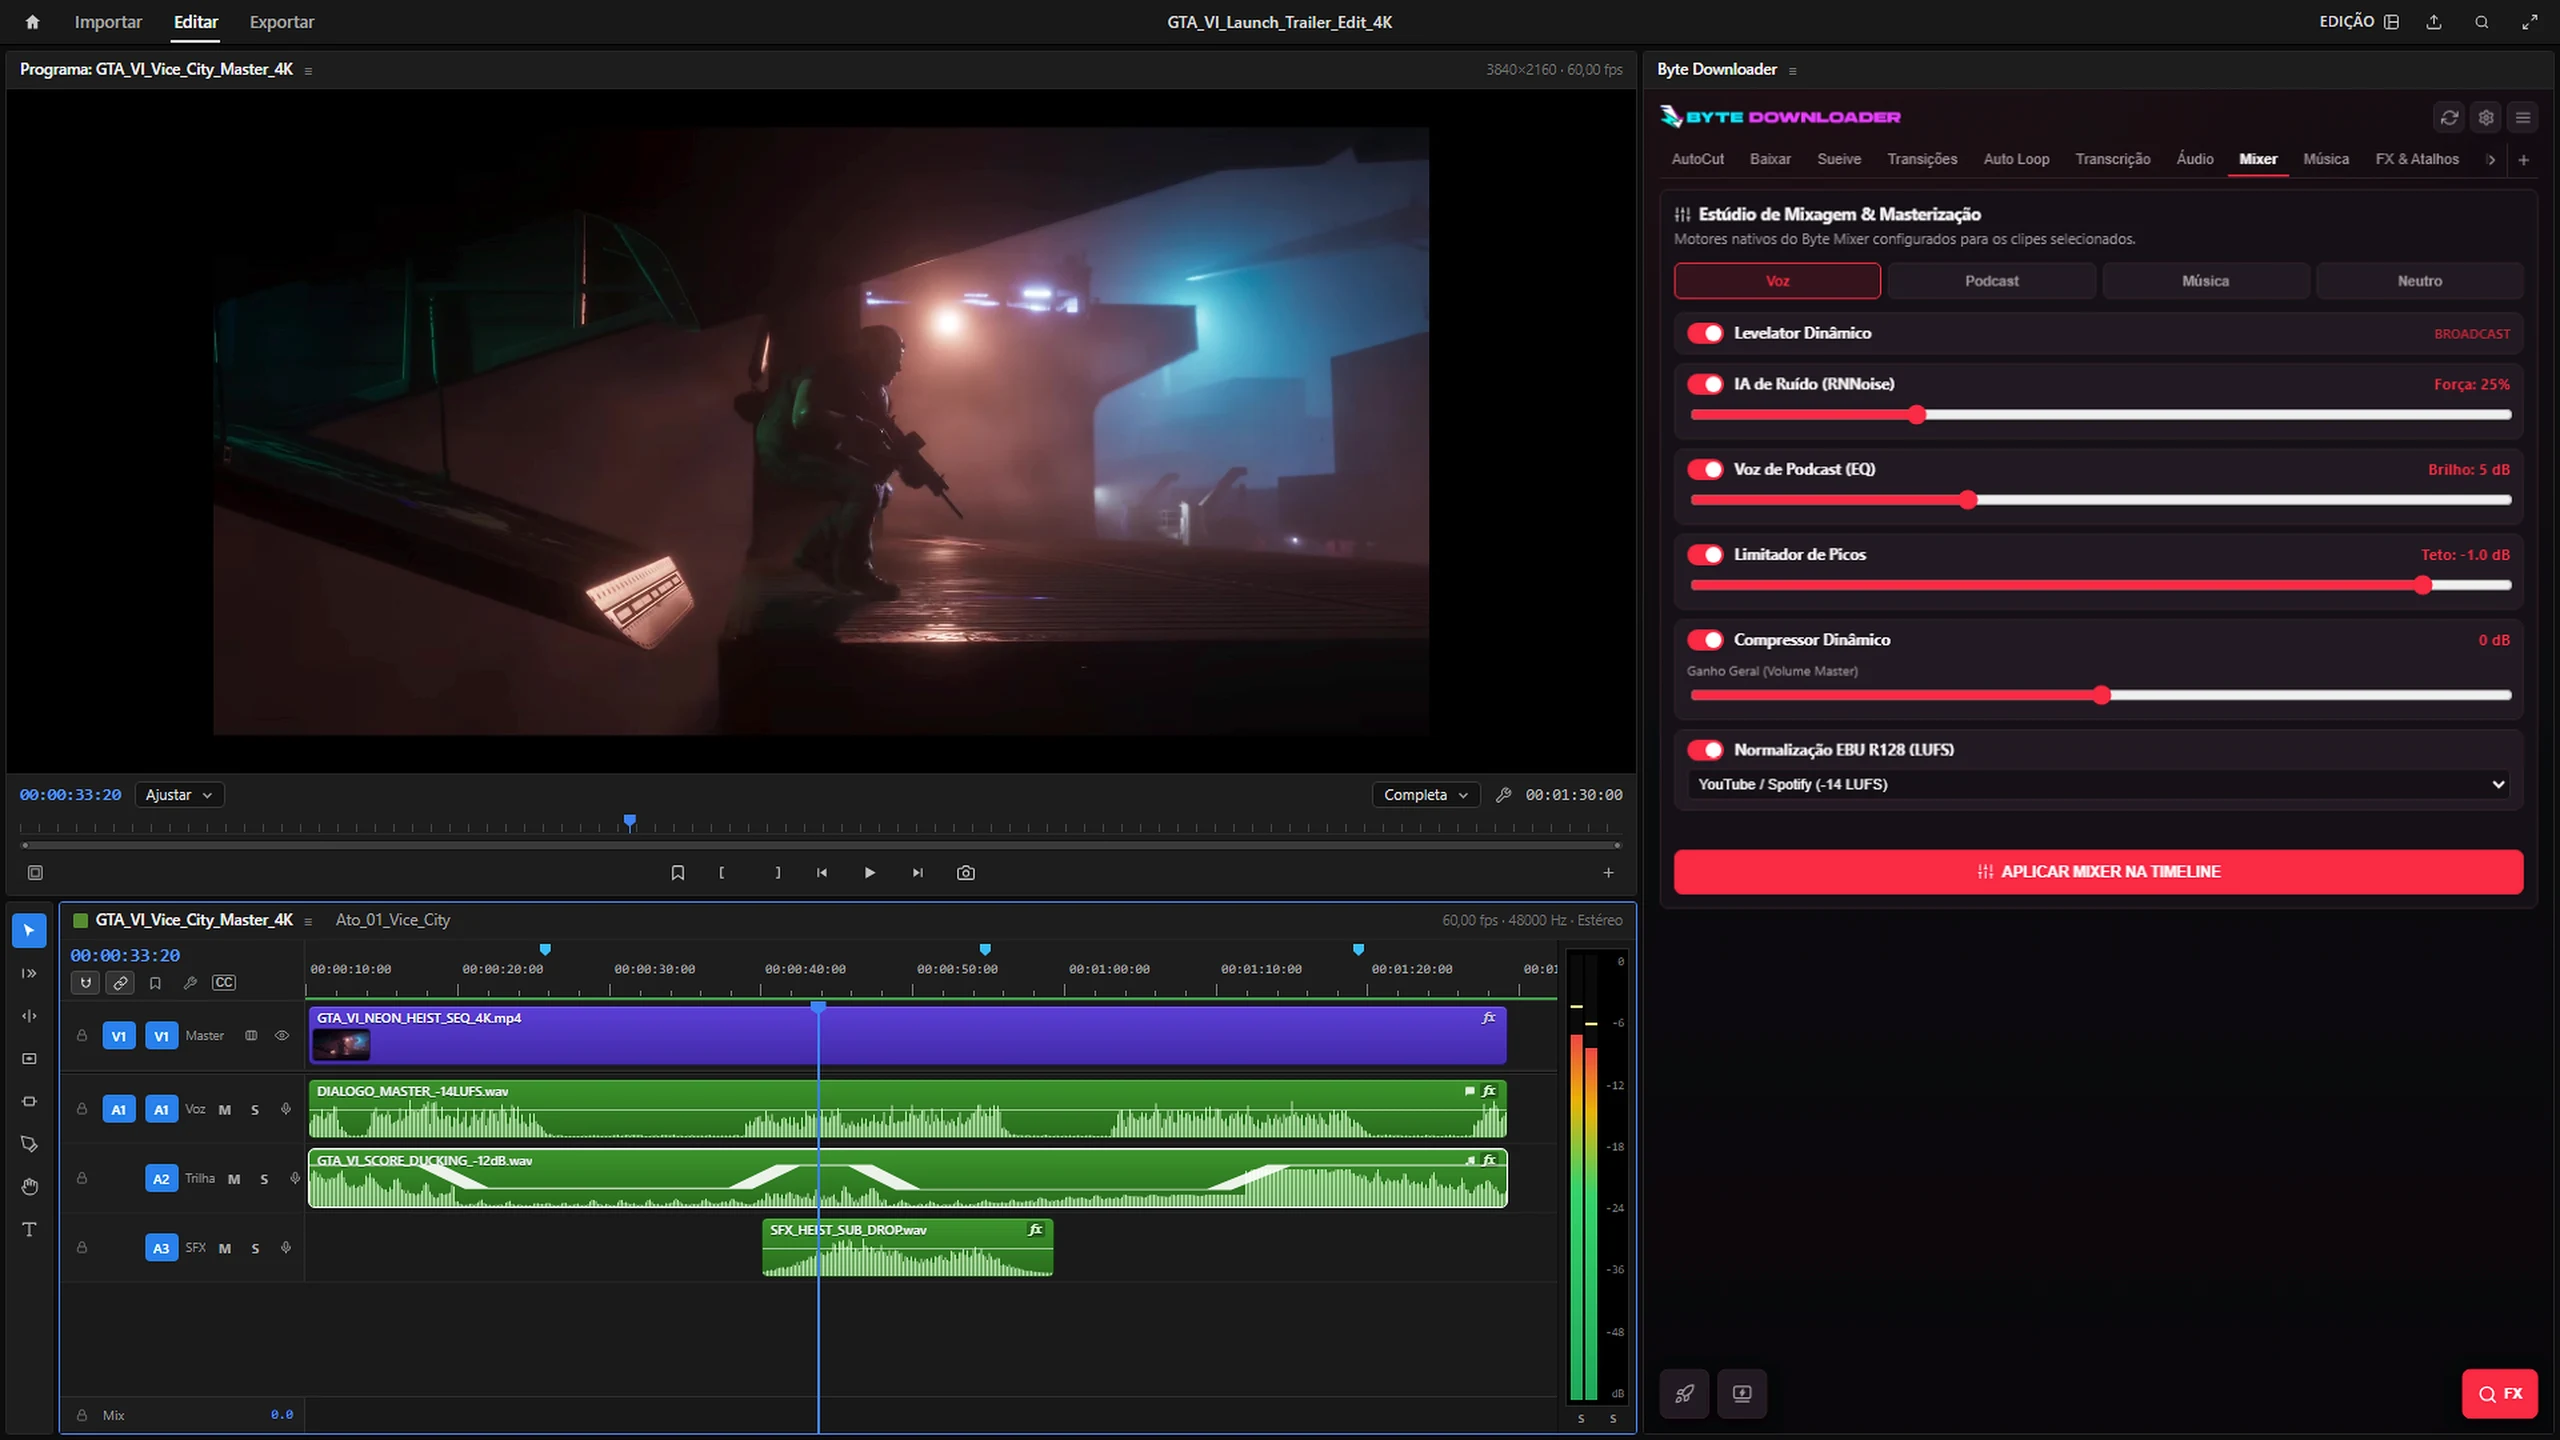 Importar Editar Exportar
GTA_VI_Launch_Trailer_Edit_4K
EDIÇÃO
Programa: GTA_VI_Vice_City_Master_4K
3840×2160 · 60,00 fps
00:00:33:20
Ajustar
Completa
00:01:30:00
GTA_VI_Vice_City_Master_4K
Ato_01_Vice_City
60,00 fps · 48000 Hz · Estéreo
00:00:33:20
CC
00:00:10:00 00:00:20:00 00:00:30:00 00:00:40:00 00:00:50:00 00:01:00:00 00:01:10:00 00:01:20:00 00:01
V1 V1 Master
GTA_VI_NEON_HEIST_SEQ_4K.mp4
fx
A1 A1 Voz M S
DIALOGO_MASTER_-14LUFS.wav
fx
A2 Trilha M S
GTA_VI_SCORE_DUCKING_-12dB.wav
fx
A3 SFX M S
SFX_HEIST_SUB_DROP.wav
fx
Mix
0.0
0
-6
-12
-18
-24
-36
-48
dB
S S
Byte Downloader
BYTE DOWNLOADER
AutoCut Baixar Sueive Transições Auto Loop Transcrição Áudio Mixer Música FX & Atalhos
Estúdio de Mixagem & Masterização
Motores nativos do Byte Mixer configurados para os clipes selecionados.
Voz Podcast Música Neutro
Levelator Dinâmico
BROADCAST
IA de Ruído (RNNoise)
Força: 25%
Voz de Podcast (EQ)
Brilho: 5 dB
Limitador de Picos
Teto: -1.0 dB
Compressor Dinâmico
0 dB
Ganho Geral (Volume Master)
Normalização EBU R128 (LUFS)
YouTube / Spotify (-14 LUFS)
APLICAR MIXER NA TIMELINE
FX